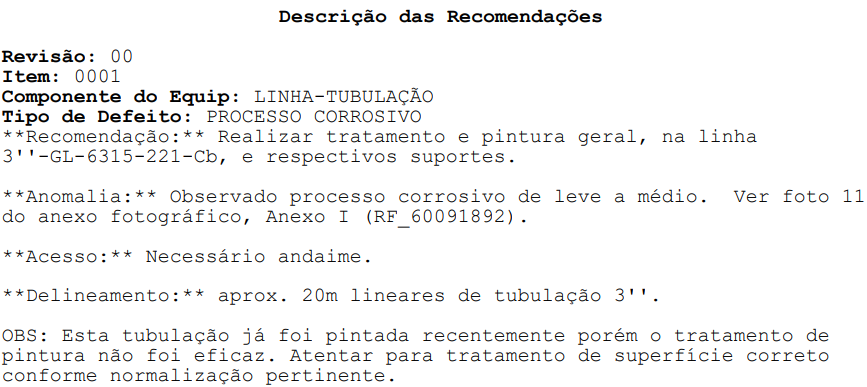 Descrição das Recomendações
Revisão: 00
Item: 0001
Componente do Equip: LINHA-TUBULAÇÃO
Tipo de Defeito: PROCESSO CORROSIVO
**Recomendação:** Realizar tratamento e pintura geral, na linha
3''-GL-6315-221-Cb, e respectivos suportes.
**Anomalia:** Observado processo corrosivo de leve a médio.  Ver foto 11
do anexo fotográfico, Anexo I (RF_60091892).
**Acesso:** Necessário andaime.
**Delineamento:** aprox. 20m lineares de tubulação 3''.
OBS: Esta tubulação já foi pintada recentemente porém o tratamento de
pintura não foi eficaz. Atentar para tratamento de superfície correto
conforme normalização pertinente.